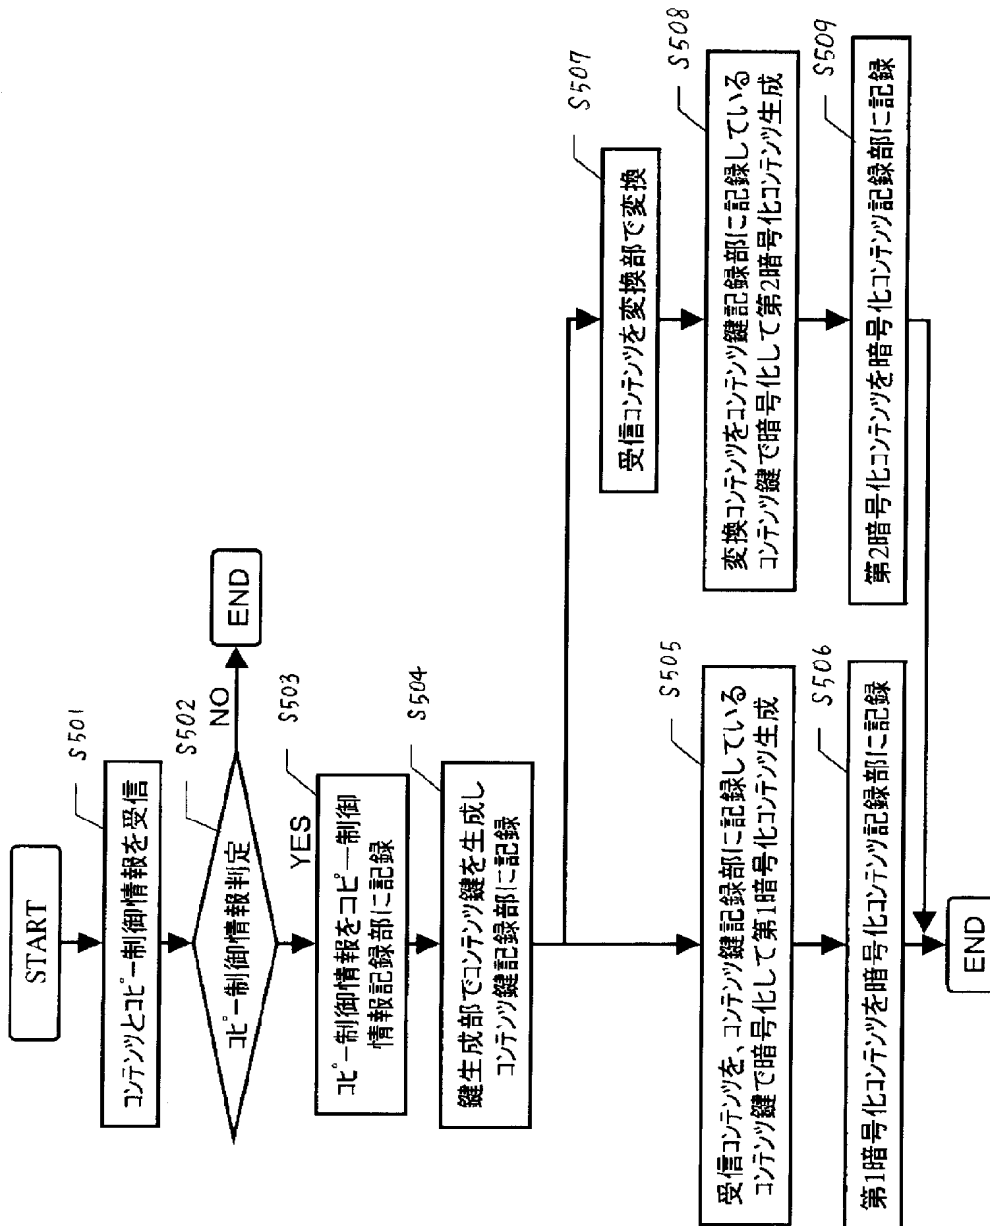 START
S501
コンテンツとコピー制御情報を受信
S502
コピー制御情報判定
NO
END
YES
S503
コピー制御情報をコピー制御
情報記録部に記録
S504
鍵生成部でコンテンツ鍵を生成し
コンテンツ鍵記録部に記録
S505
受信コンテンツを、コンテンツ鍵記録部に記録している
コンテンツ鍵で暗号化して第1暗号化コンテンツ生成
S506
第1暗号化コンテンツを暗号化コンテンツ記録部に記録
S507
受信コンテンツを変換部で変換
S508
変換コンテンツをコンテンツ鍵記録部に記録している
コンテンツ鍵で暗号化して第2暗号化コンテンツ生成
S509
第2暗号化コンテンツを暗号化コンテンツ記録部に記録
END